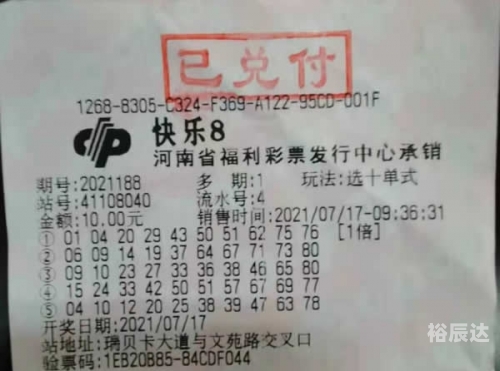 已兑付
1268-8305-C324-F369-A122-95CD-001F
快乐8
河南省福利彩票发行中心承销
期号:2021188 多期:1 玩法:选十单式
站号:41108040 流水号:4
金额:10.00元 销售时间:2021/07/17-09:36:31
① 01 04 20 29 43 50 51 62 75 76 [1倍]
② 06 09 14 19 37 64 67 71 73 80
③ 09 10 23 27 33 36 38 46 65 80
④ 15 24 33 42 50 51 57 67 71 78
⑤ 04 10 12 20 25 38 39 47 63 78
开奖日期:2021/07/17
站地址:瑞贝卡大道与文苑路交叉口
验票码:1EB20B85-84CDF044
裕辰达